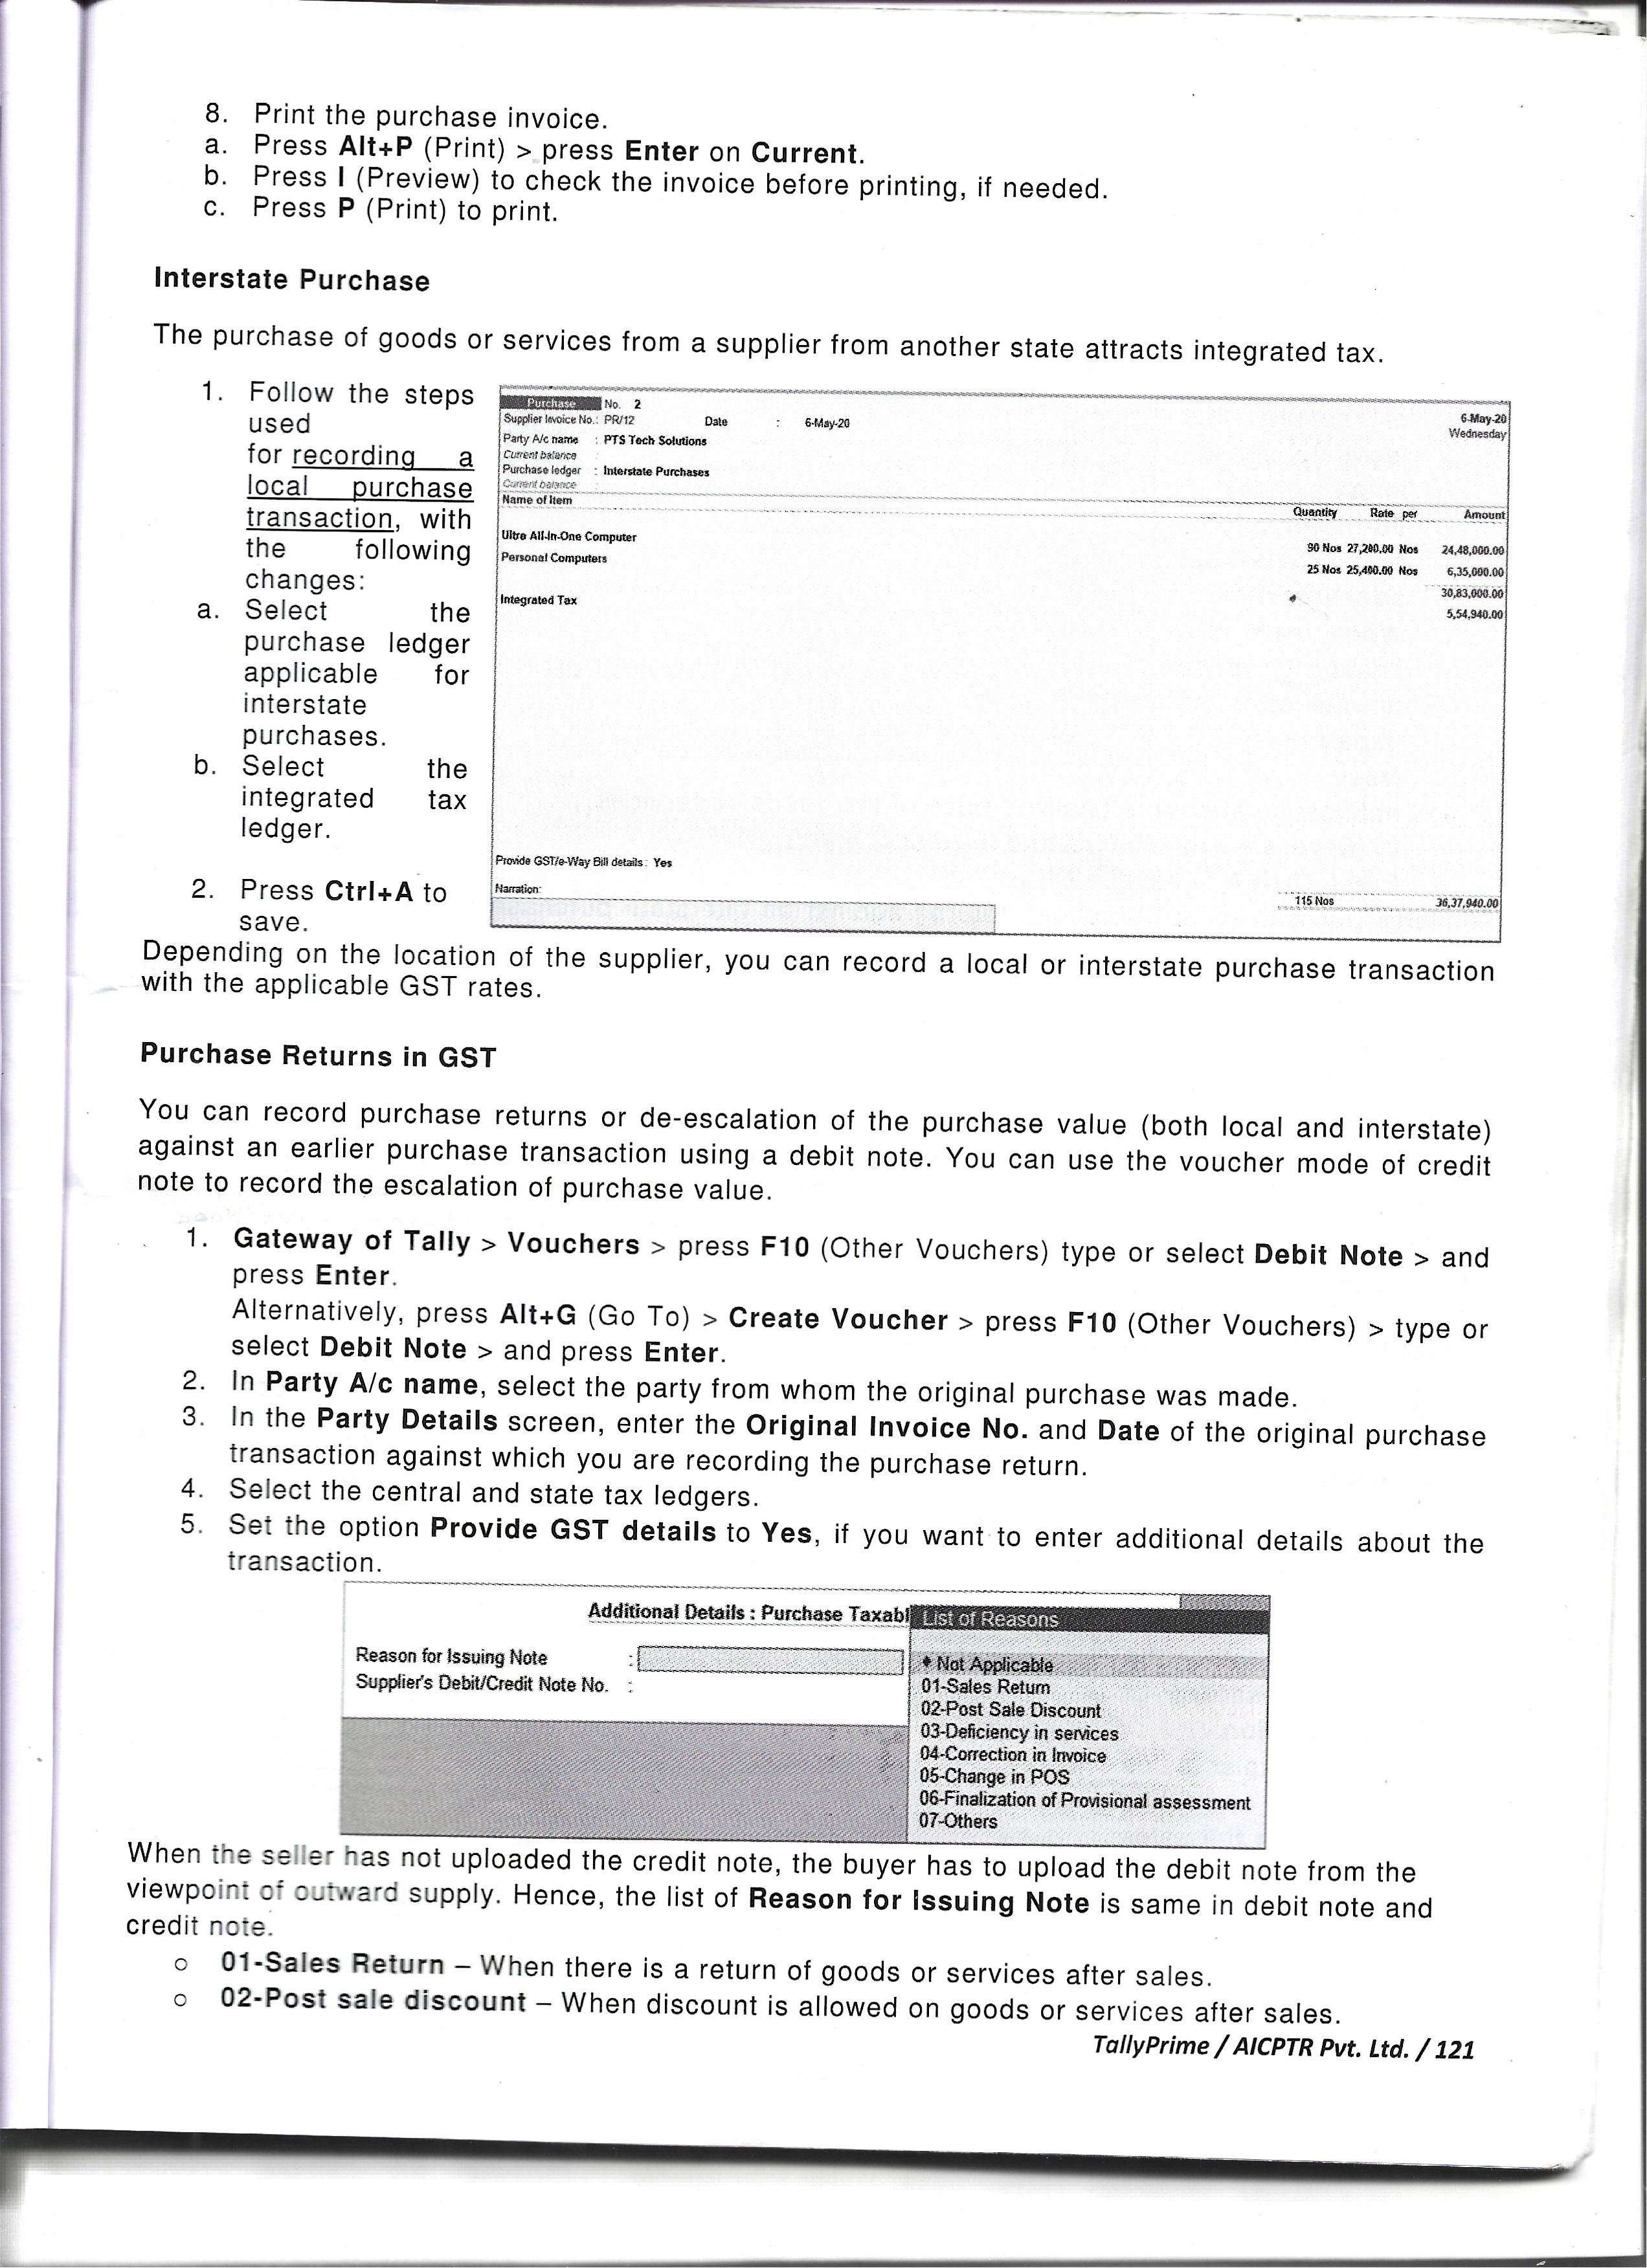 8. Print the purchase invoice.
a. Press Alt+P (Print) > press Enter on Current.
b. Press I (Preview) to check the invoice before printing, if needed.
c. Press P (Print) to print.
Interstate Purchase
The purchase of goods or services from a supplier from another state attracts integrated tax.
1. Follow the steps
used
for recording a
local purchase
transaction, with
the following
changes:
a. Select the
purchase ledger
applicable for
interstate
purchases.
b. Select the
integrated tax
ledger.
2. Press Ctrl+A to
save.
Purchase No. 2 6-May-20
Supplier Invoice No.: PR/12 Date : 6-May-20 Wednesday
Party A/c name : PTS Tech Solutions
Current balance :
Purchase ledger : Interstate Purchases
Current balance :
Name of Item Quantity Rate per Amount
Ultra All-In-One Computer 90 Nos 27,200.00 Nos 24,48,000.00
Personal Computers 25 Nos 25,400.00 Nos 6,35,000.00
30,83,000.00
Integrated Tax 5,54,940.00
Provide GST/e-Way Bill details : Yes
Narration:
115 Nos 36,37,940.00
Depending on the location of the supplier, you can record a local or interstate purchase transaction
with the applicable GST rates.
Purchase Returns in GST
You can record purchase returns or de-escalation of the purchase value (both local and interstate)
against an earlier purchase transaction using a debit note. You can use the voucher mode of credit
note to record the escalation of purchase value.
1. Gateway of Tally > Vouchers > press F10 (Other Vouchers) type or select Debit Note > and
press Enter.
Alternatively, press Alt+G (Go To) > Create Voucher > press F10 (Other Vouchers) > type or
select Debit Note > and press Enter.
2. In Party A/c name, select the party from whom the original purchase was made.
3. In the Party Details screen, enter the Original Invoice No. and Date of the original purchase
transaction against which you are recording the purchase return.
4. Select the central and state tax ledgers.
5. Set the option Provide GST details to Yes, if you want to enter additional details about the
transaction.
Additional Details : Purchase Taxabl
Reason for Issuing Note :
Supplier's Debit/Credit Note No. :
List of Reasons
♦ Not Applicable
01-Sales Return
02-Post Sale Discount
03-Deficiency in services
04-Correction in Invoice
05-Change in POS
06-Finalization of Provisional assessment
07-Others
When the seller has not uploaded the credit note, the buyer has to upload the debit note from the
viewpoint of outward supply. Hence, the list of Reason for Issuing Note is same in debit note and
credit note.
o 01-Sales Return – When there is a return of goods or services after sales.
o 02-Post sale discount – When discount is allowed on goods or services after sales.
TallyPrime / AICPTR Pvt. Ltd. / 121